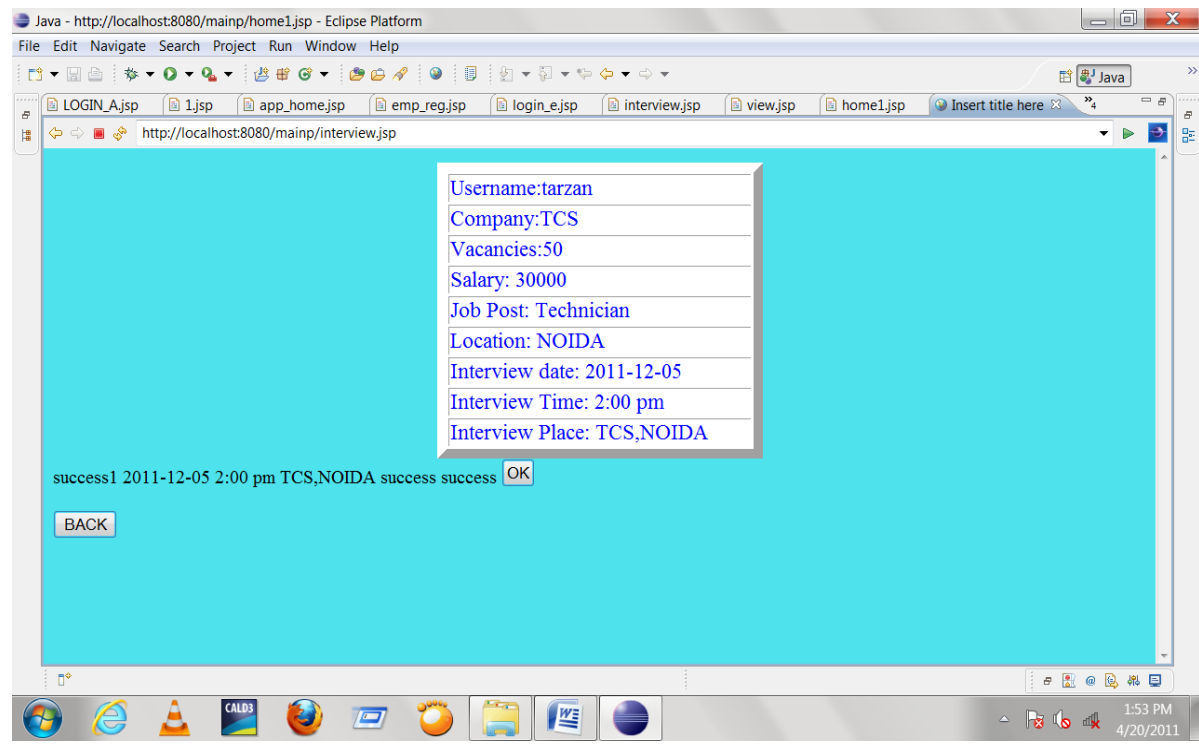 Java - http://localhost:8080/mainp/home1.jsp - Eclipse Platform
File Edit Navigate Search Project Run Window Help
Java
LOGIN_A.jsp 1.jsp app_home.jsp emp_reg.jsp login_e.jsp interview.jsp view.jsp home1.jsp Insert title here 4
http://localhost:8080/mainp/interview.jsp
Username:tarzan
Company:TCS
Vacancies:50
Salary: 30000
Job Post: Technician
Location: NOIDA
Interview date: 2011-12-05
Interview Time: 2:00 pm
Interview Place: TCS,NOIDA
success1 2011-12-05 2:00 pm TCS,NOIDA success success OK
BACK
CALD3
1:53 PM
4/20/2011